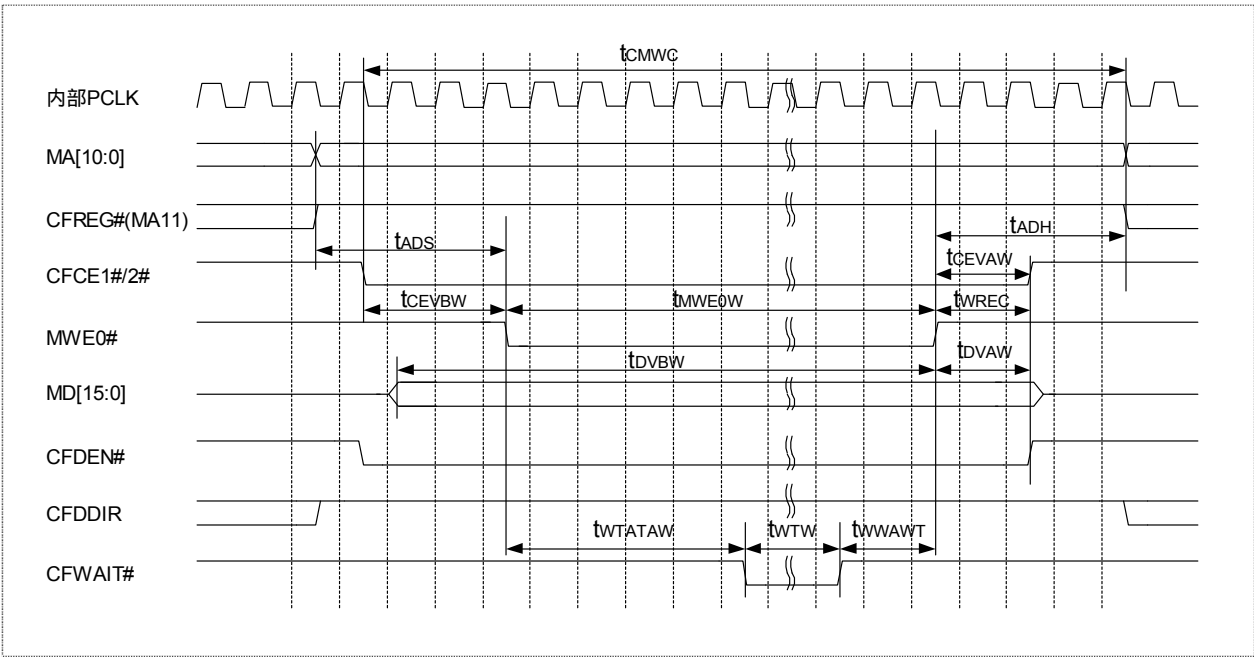 tCMWC
内部PCLK
MA[10:0]
CFREG#(MA11)
tADS
tADH
CFCE1#/2#
tCEVAW
tCEVBW
tMWE0W
tWREC
MWE0#
tDVBW
tDVAW
MD[15:0]
CFDEN#
CFDDIR
tWTATAW
tWTW
tWWAWT
CFWAIT#